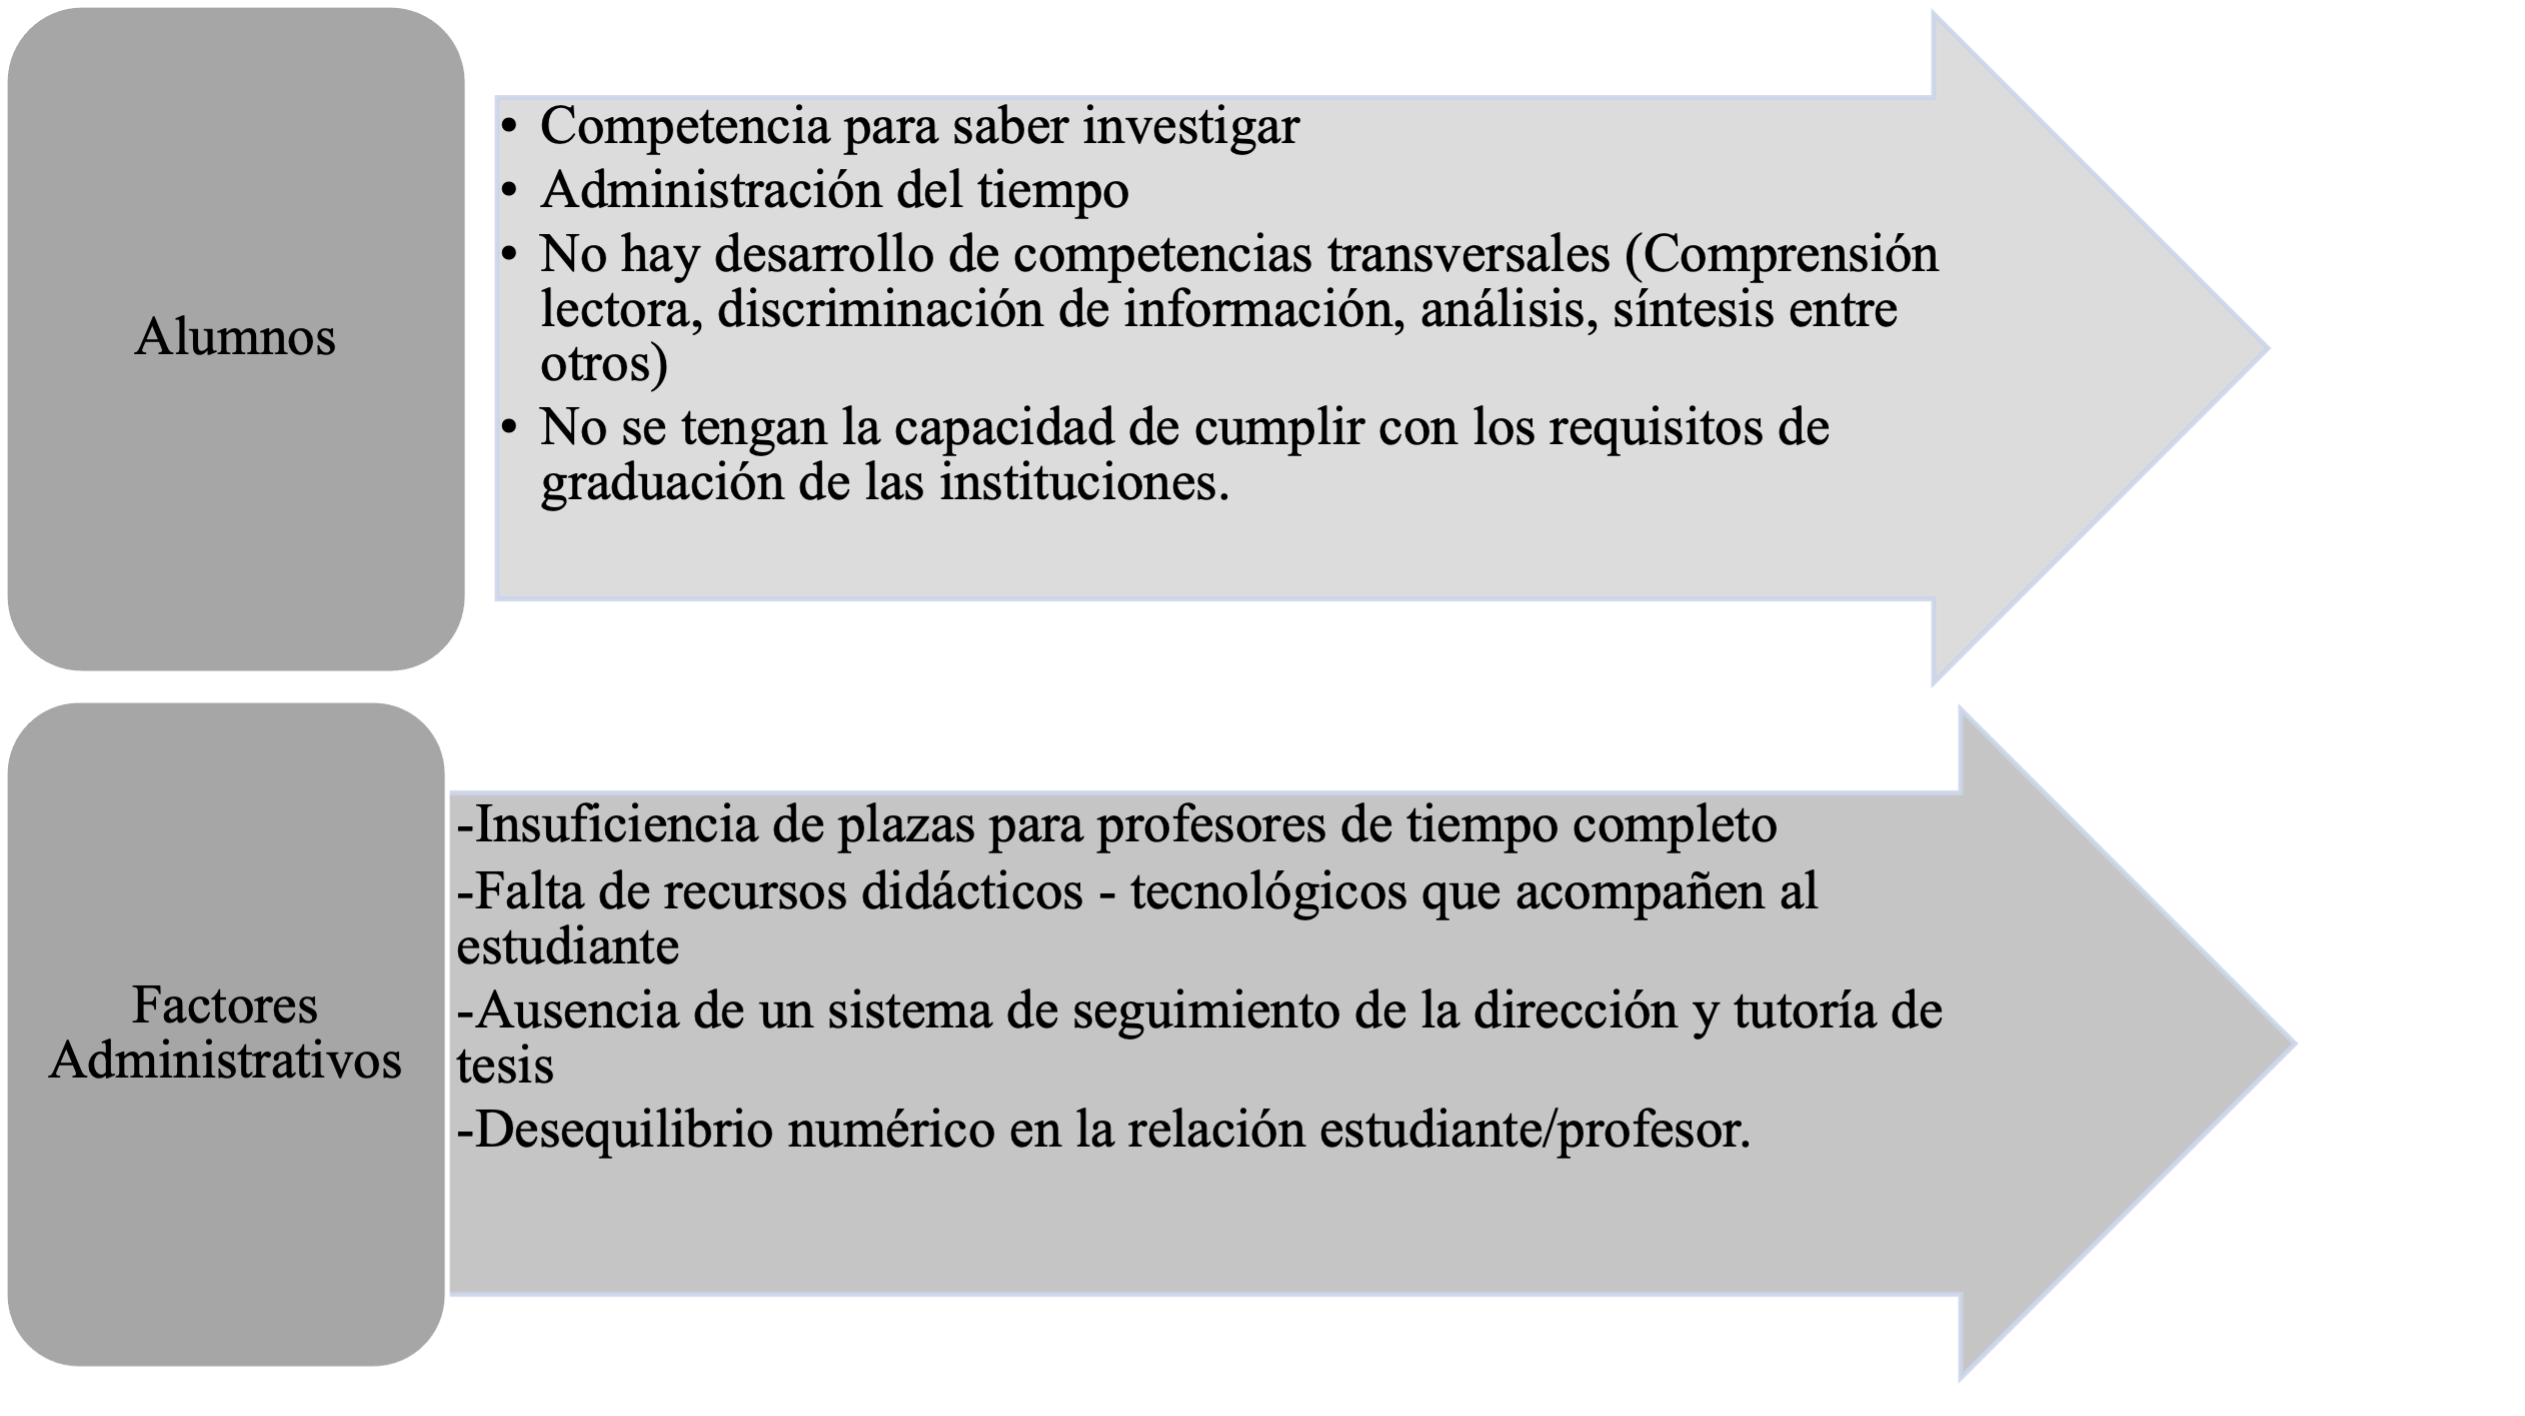 Alumnos
• Competencia para saber investigar
• Administración del tiempo
• No hay desarrollo de competencias transversales (Comprensión
lectora, discriminación de información, análisis, síntesis entre
otros)
• No se tengan la capacidad de cumplir con los requisitos de
graduación de las instituciones.
Factores
Administrativos
-Insuficiencia de plazas para profesores de tiempo completo
-Falta de recursos didácticos - tecnológicos que acompañen al
estudiante
-Ausencia de un sistema de seguimiento de la dirección y tutoría de
tesis
-Desequilibrio numérico en la relación estudiante/profesor.